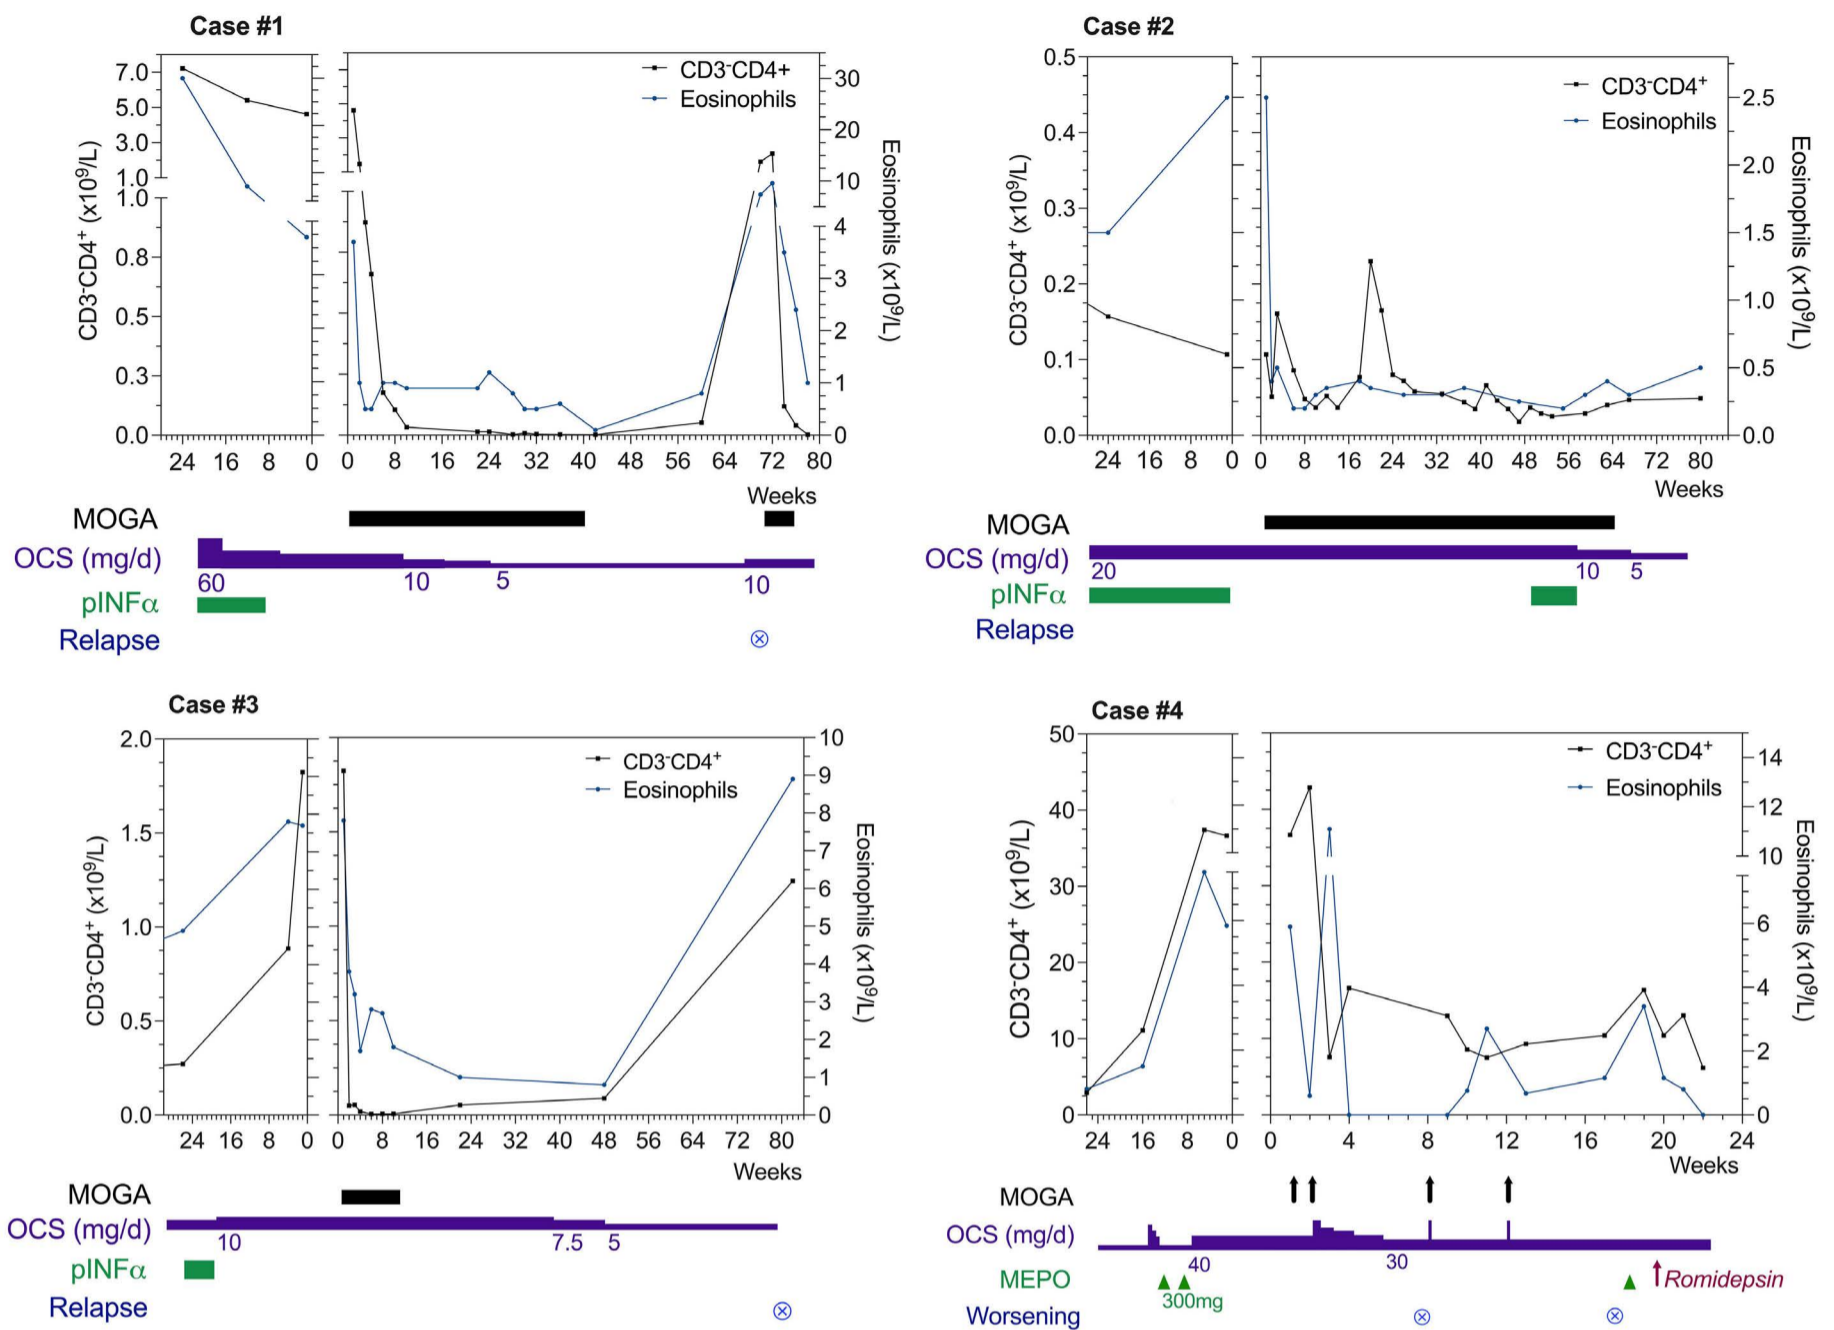 Case #1
CD3-CD4+
Eosinophils
7.0
5.0
3.0
1.0
1.0
0.8
0.5
0.3
0.0
CD3-CD4+ (x10⁹/L)
30
20
10
4
3
2
1
0
Eosinophils (x10⁹/L)
24 16 8 0 0 8 16 24 32 40 48 56 64 72 80
Weeks
MOGA
OCS (mg/d)
60 10 5 10
pINFα
Relapse
Case #2
CD3-CD4+
Eosinophils
0.5
0.4
0.3
0.2
0.1
0.0
CD3-CD4+ (x10⁹/L)
2.5
2.0
1.5
1.0
0.5
0.0
Eosinophils (x10⁹/L)
24 16 8 0 0 8 16 24 32 40 48 56 64 72 80
Weeks
MOGA
OCS (mg/d)
20 10 5
pINFα
Relapse
Case #3
CD3-CD4+
Eosinophils
2.0
1.5
1.0
0.5
0.0
CD3-CD4+ (x10⁹/L)
10
9
8
7
6
5
4
3
2
1
0
Eosinophils (x10⁹/L)
24 16 8 0 0 8 16 24 32 40 48 56 64 72 80
Weeks
MOGA
OCS (mg/d)
10 7.5 5
pINFα
Relapse
Case #4
CD3-CD4+
Eosinophils
50
40
30
20
10
0
CD3-CD4+ (x10⁹/L)
14
12
10
6
4
2
0
Eosinophils (x10⁹/L)
24 16 8 0 0 4 8 12 16 20 24
Weeks
MOGA
OCS (mg/d)
40 30
MEPO
300mg
Romidepsin
Worsening